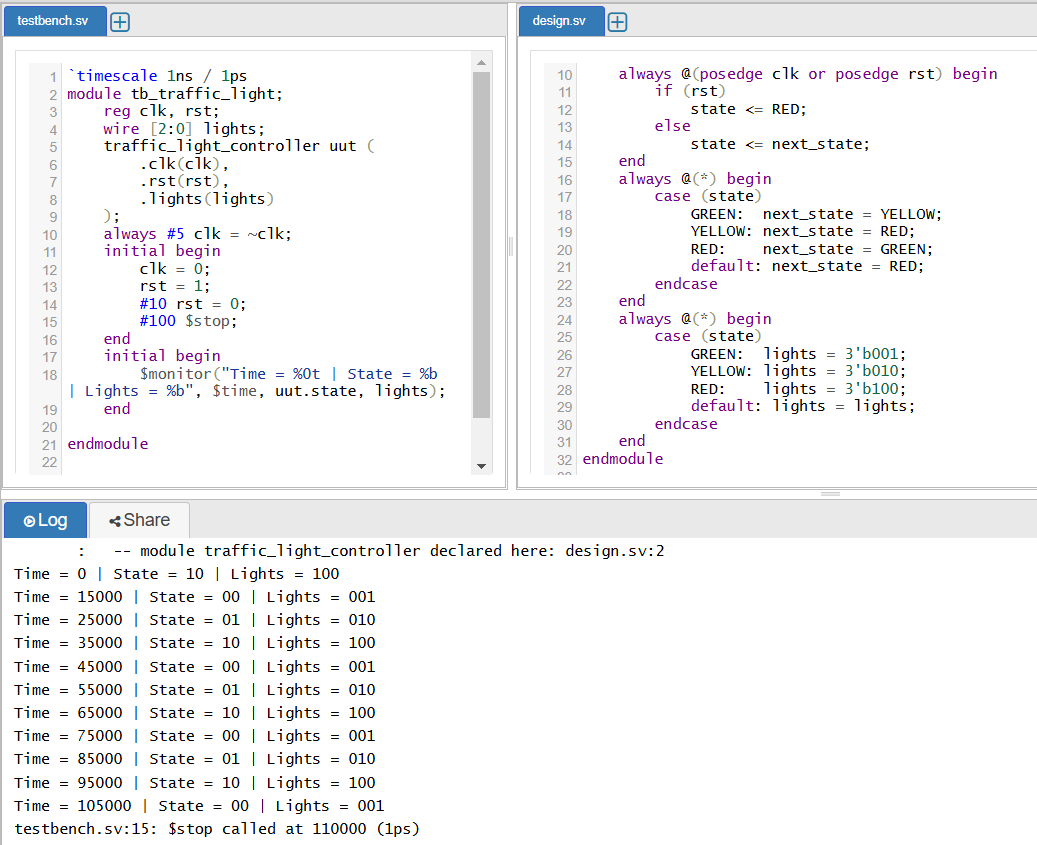 testbench.sv
1 `timescale 1ns / 1ps
2 module tb_traffic_light;
3 reg clk, rst;
4 wire [2:0] lights;
5 traffic_light_controller uut (
6 .clk(clk),
7 .rst(rst),
8 .lights(lights)
9 );
10 always #5 clk = ~clk;
11 initial begin
12 clk = 0;
13 rst = 1;
14 #10 rst = 0;
15 #100 $stop;
16 end
17 initial begin
18 $monitor("Time = %0t | State = %b
| Lights = %b", $time, uut.state, lights);
19 end
20
21 endmodule
22
design.sv
10 always @(posedge clk or posedge rst) begin
11 if (rst)
12 state <= RED;
13 else
14 state <= next_state;
15 end
16 always @(*) begin
17 case (state)
18 GREEN: next_state = YELLOW;
19 YELLOW: next_state = RED;
20 RED: next_state = GREEN;
21 default: next_state = RED;
22 endcase
23 end
24 always @(*) begin
25 case (state)
26 GREEN: lights = 3'b001;
27 YELLOW: lights = 3'b010;
28 RED: lights = 3'b100;
29 default: lights = lights;
30 endcase
31 end
32 endmodule
Log Share
: -- module traffic_light_controller declared here: design.sv:2
Time = 0 | State = 10 | Lights = 100
Time = 15000 | State = 00 | Lights = 001
Time = 25000 | State = 01 | Lights = 010
Time = 35000 | State = 10 | Lights = 100
Time = 45000 | State = 00 | Lights = 001
Time = 55000 | State = 01 | Lights = 010
Time = 65000 | State = 10 | Lights = 100
Time = 75000 | State = 00 | Lights = 001
Time = 85000 | State = 01 | Lights = 010
Time = 95000 | State = 10 | Lights = 100
Time = 105000 | State = 00 | Lights = 001
testbench.sv:15: $stop called at 110000 (1ps)